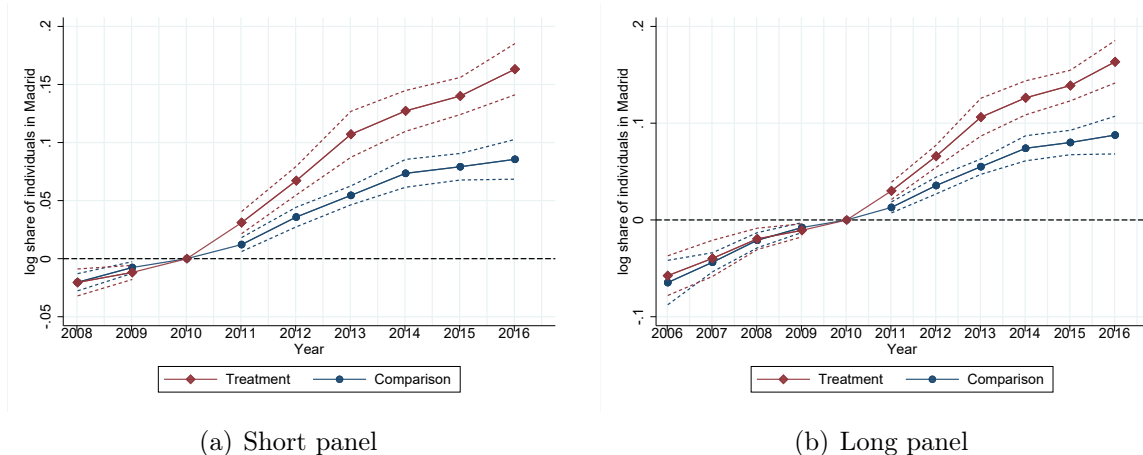 log share of individuals in Madrid
.2
.15
.1
.05
0
-.05
2008 2009 2010 2011 2012 2013 2014 2015 2016
Year
Treatment Comparison
(a) Short panel
log share of individuals in Madrid
.2
.1
0
-.1
2006 2007 2008 2009 2010 2011 2012 2013 2014 2015 2016
Year
Treatment Comparison
(b) Long panel